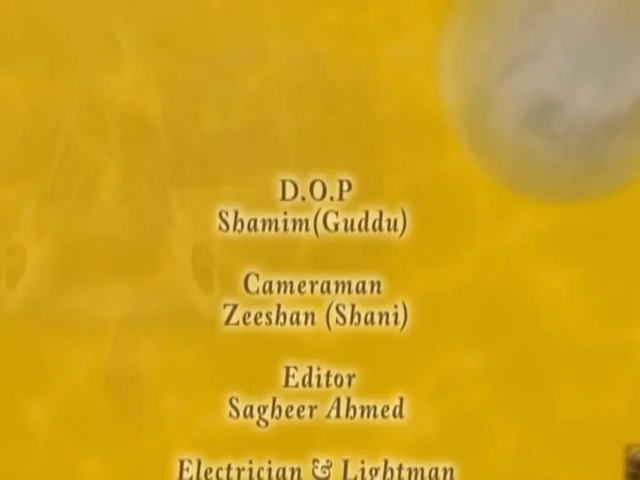 D.O.P
Shamim(Guddu)
Cameraman
Zeeshan (Shani)
Editor
Sagheer Ahmed
Electrician & Lightman